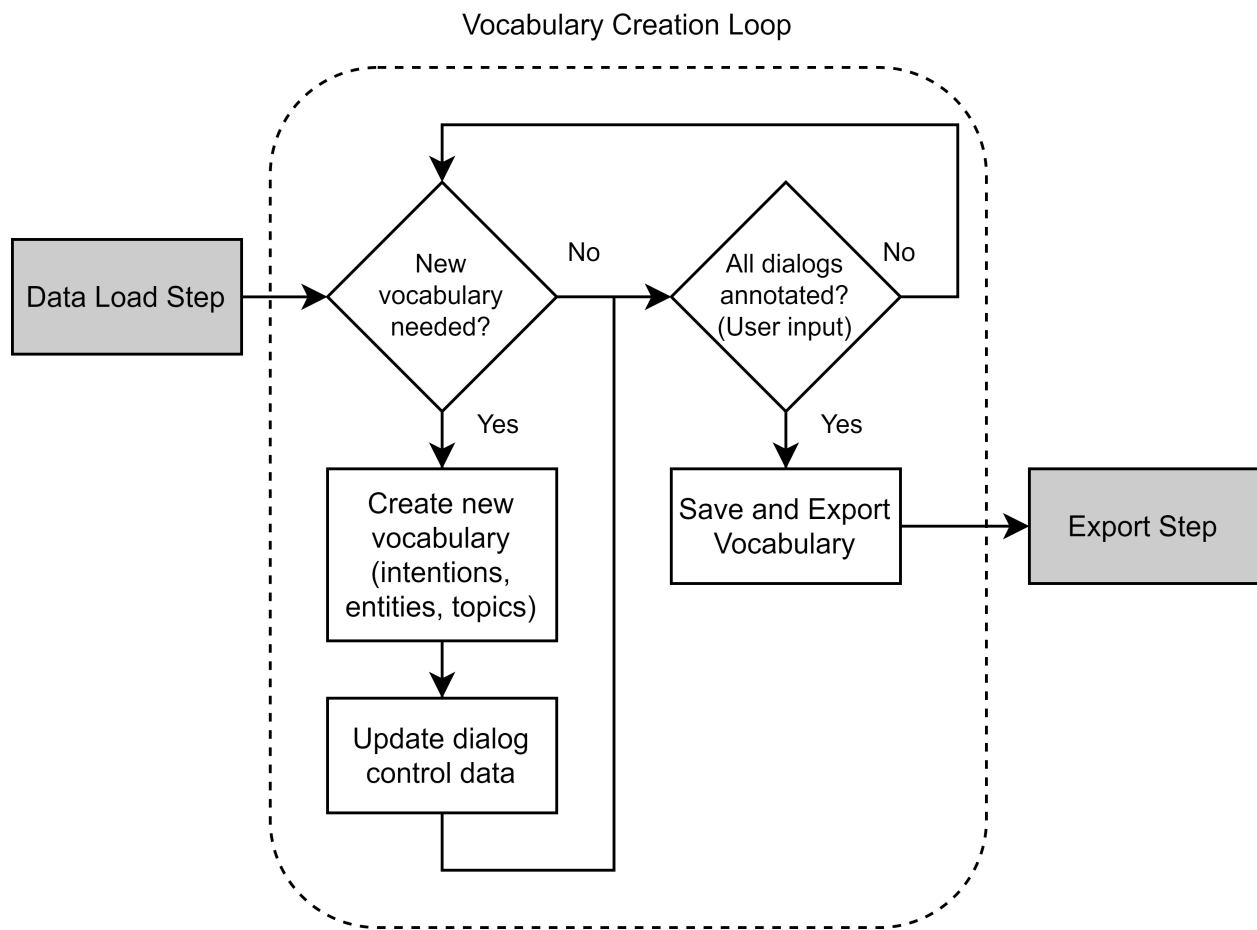 Vocabulary Creation Loop
Data Load Step
New
vocabulary
needed?
No
All dialogs
annotated?
(User input)
No
Yes
Yes
Create new
vocabulary
(intentions,
entities, topics)
Save and Export
Vocabulary
Export Step
Update dialog
control data